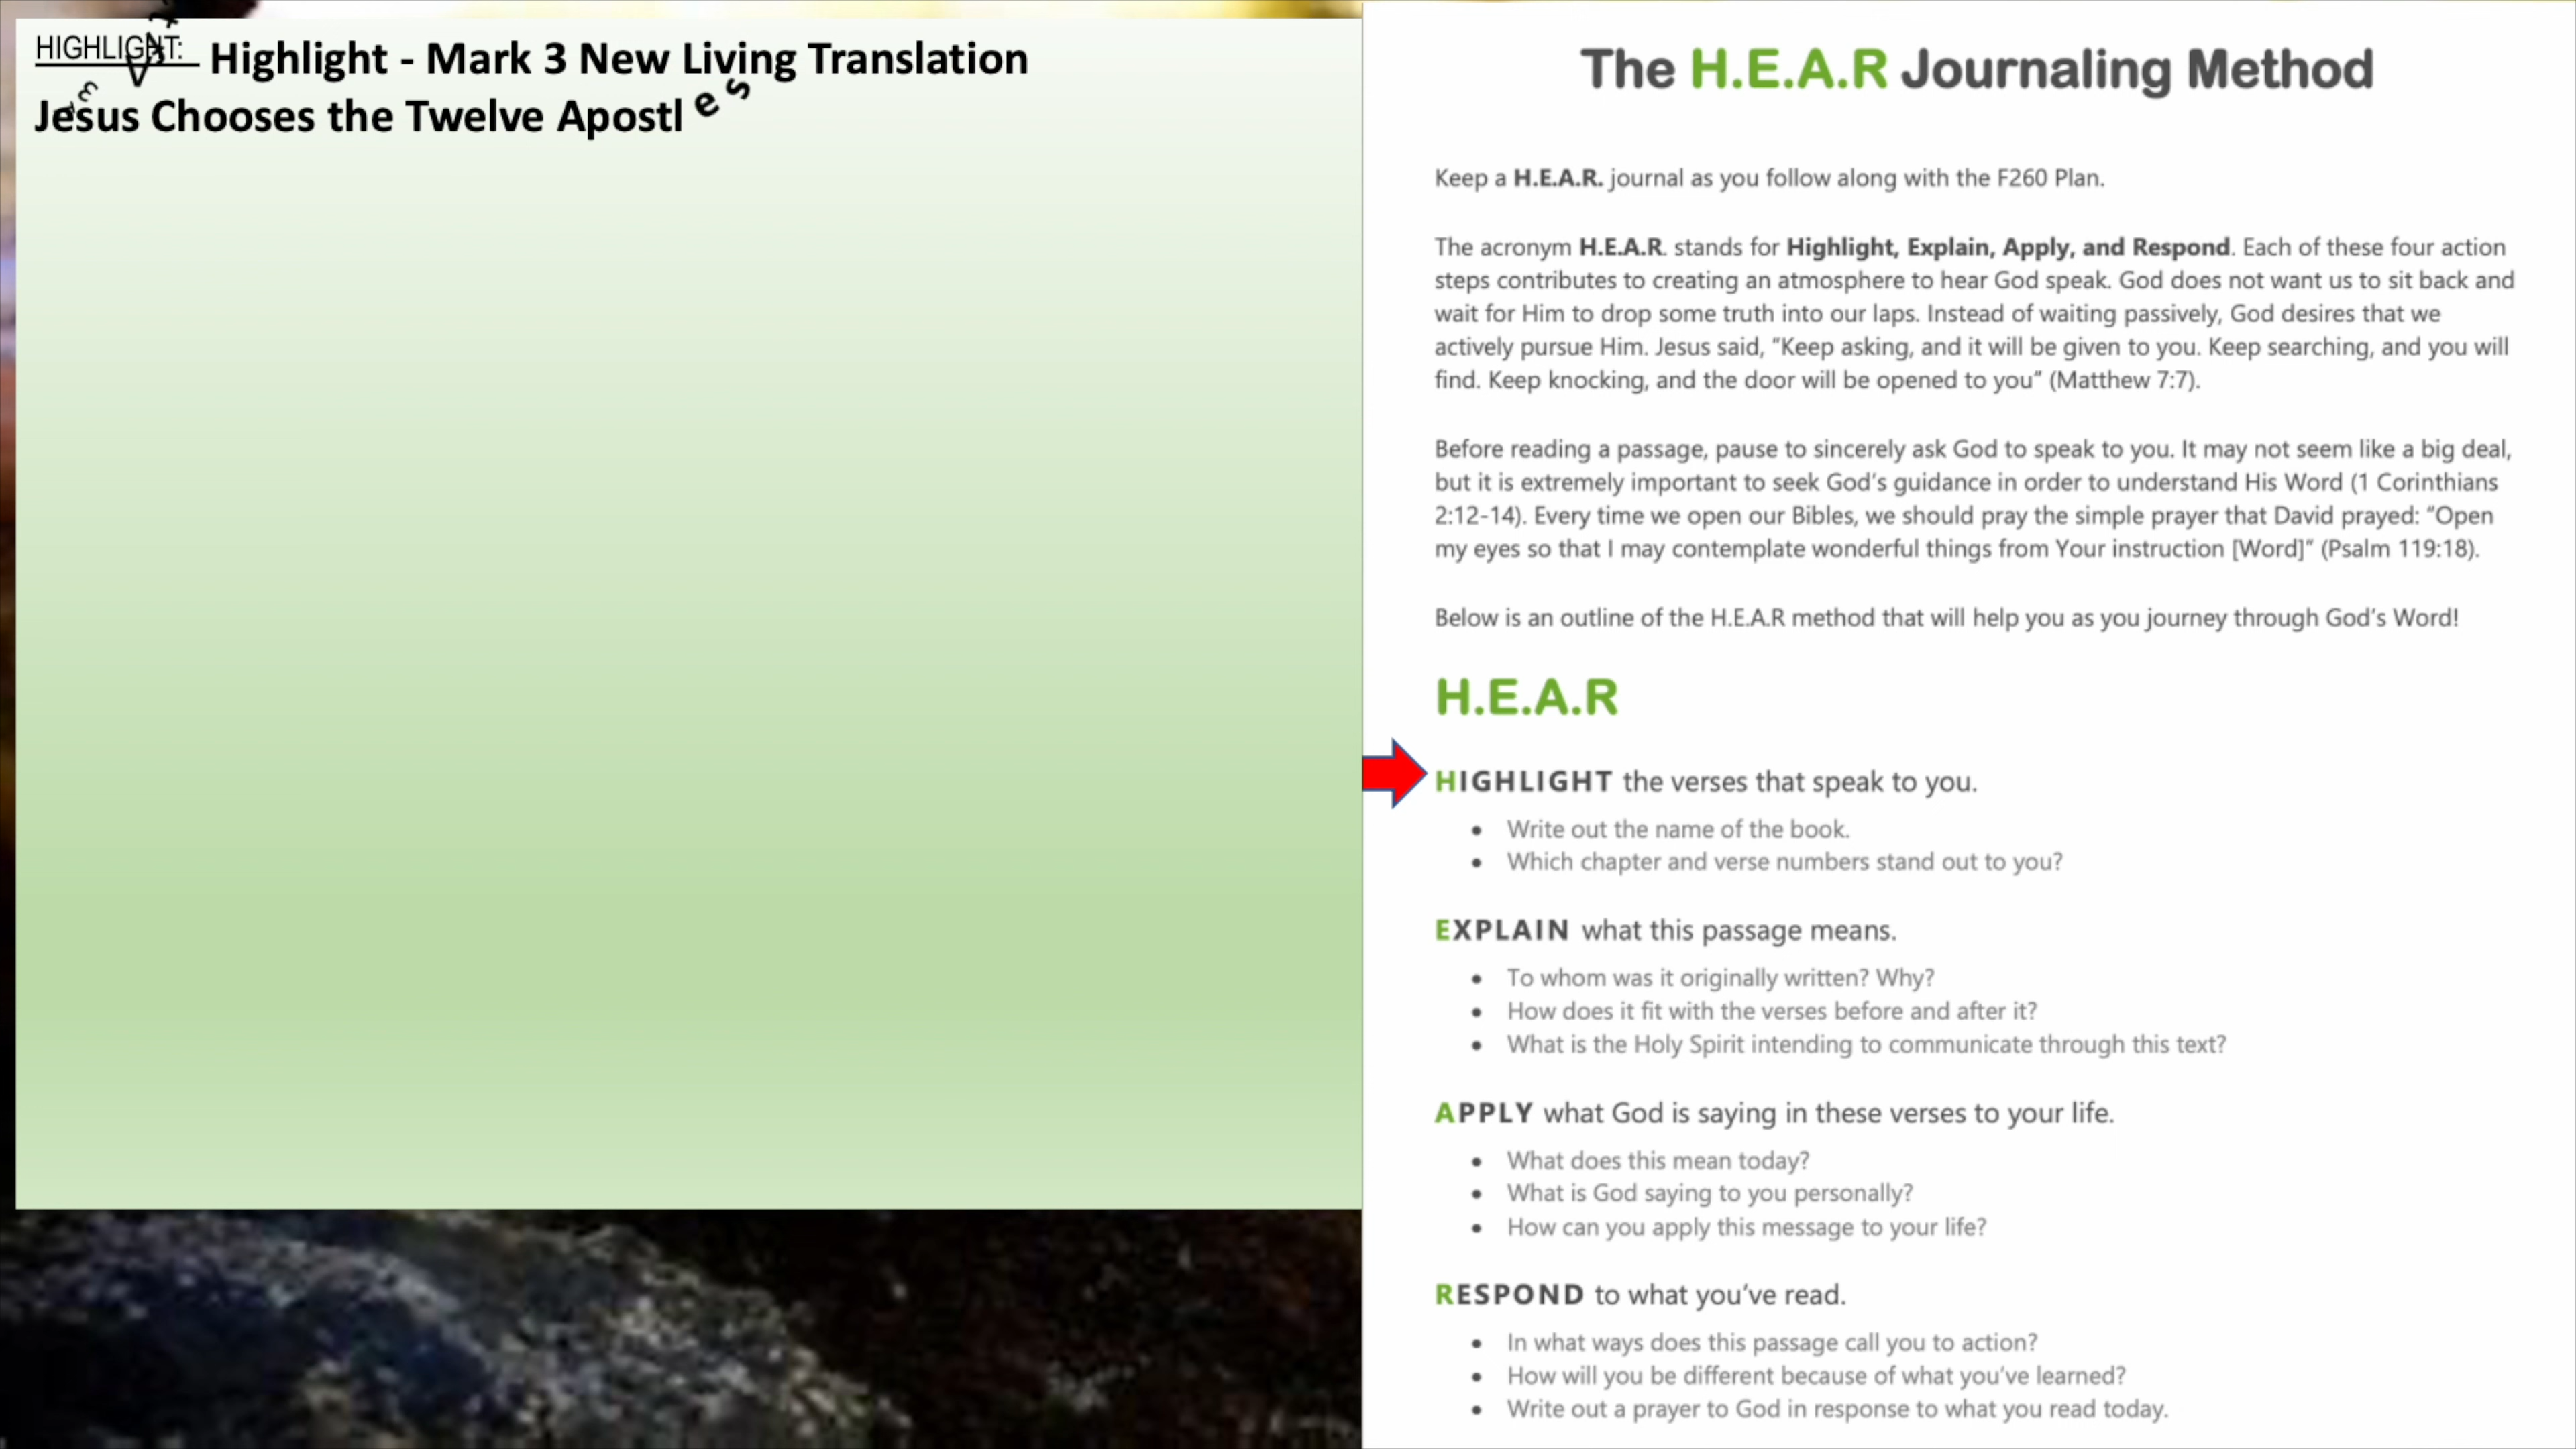 HIGHLIGHT: Highlight - Mark 3 New Living Translation
Jesus Chooses the Twelve Apostles
The H.E.A.R Journaling Method
Keep a H.E.A.R. journal as you follow along with the F260 Plan.
The acronym H.E.A.R. stands for Highlight, Explain, Apply, and Respond. Each of these four action
steps contributes to creating an atmosphere to hear God speak. God does not want us to sit back and
wait for Him to drop some truth into our laps. Instead of waiting passively, God desires that we
actively pursue Him. Jesus said, “Keep asking, and it will be given to you. Keep searching, and you will
find. Keep knocking, and the door will be opened to you” (Matthew 7:7).
Before reading a passage, pause to sincerely ask God to speak to you. It may not seem like a big deal,
but it is extremely important to seek God’s guidance in order to understand His Word (1 Corinthians
2:12-14). Every time we open our Bibles, we should pray the simple prayer that David prayed: “Open
my eyes so that I may contemplate wonderful things from Your instruction [Word]” (Psalm 119:18).
Below is an outline of the H.E.A.R method that will help you as you journey through God’s Word!
H.E.A.R
HIGHLIGHT the verses that speak to you.
• Write out the name of the book.
• Which chapter and verse numbers stand out to you?
EXPLAIN what this passage means.
• To whom was it originally written? Why?
• How does it fit with the verses before and after it?
• What is the Holy Spirit intending to communicate through this text?
APPLY what God is saying in these verses to your life.
• What does this mean today?
• What is God saying to you personally?
• How can you apply this message to your life?
RESPOND to what you’ve read.
• In what ways does this passage call you to action?
• How will you be different because of what you’ve learned?
• Write out a prayer to God in response to what you read today.